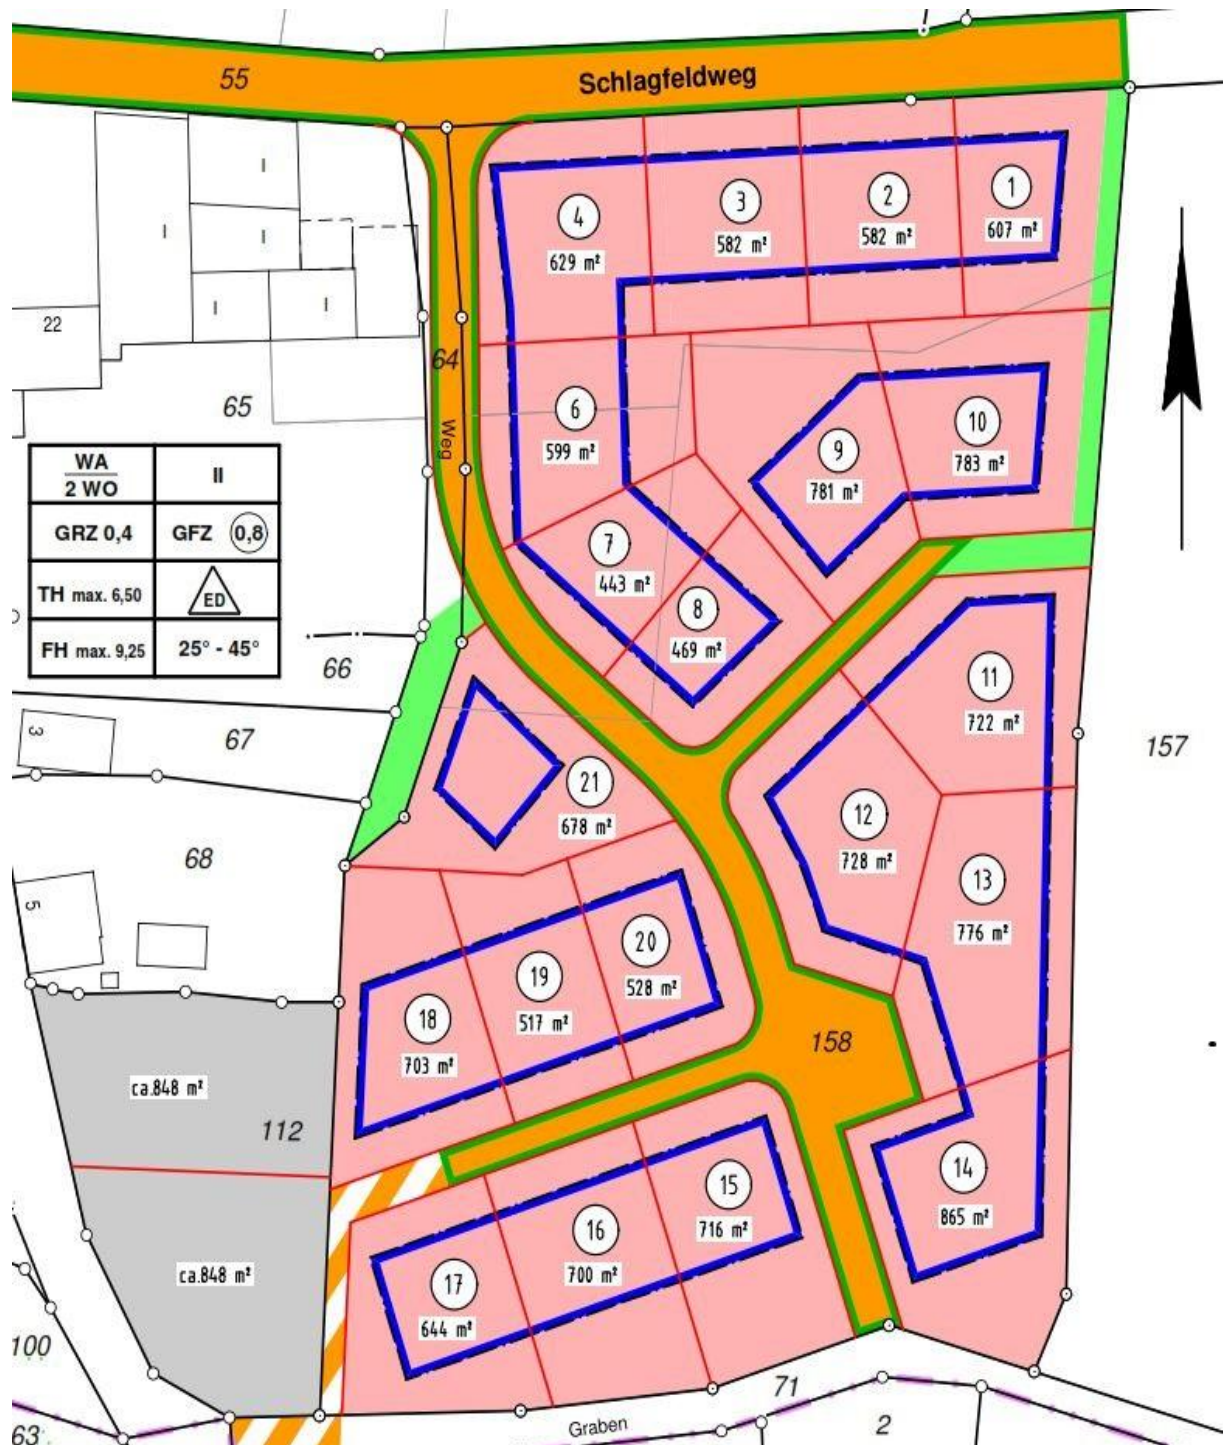 55
Schlagfeldweg
4
629 m²
3
582 m²
2
582 m²
1
607 m²
I
I
I
I
I
22
64
65
Weg
6
599 m²
9
781 m²
10
783 m²
WA
2 WO
II
GRZ 0,4
GFZ 0,8
TH max. 6,50
ED
FH max. 9,25
25° - 45°
7
443 m²
8
469 m²
66
11
722 m²
3
67
157
21
678 m²
12
728 m²
68
13
776 m²
5
20
528 m²
19
517 m²
18
703 m²
158
ca.848 m²
112
14
865 m²
15
716 m²
16
700 m²
ca.848 m²
17
644 m²
100
71
Graben
2
63